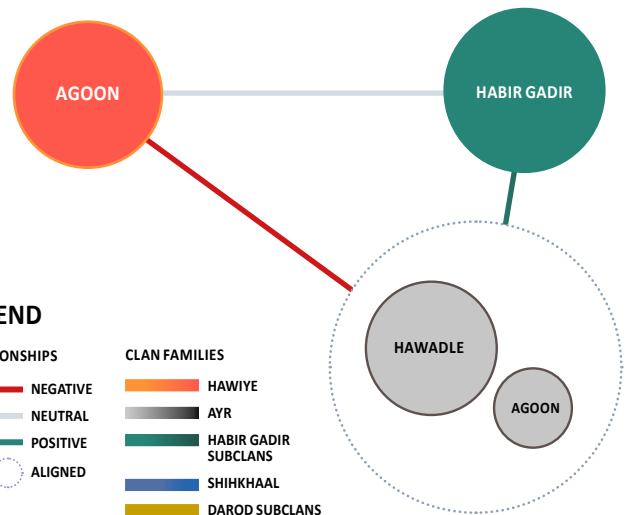 AGOON
HABIR GADIR
HAWADLE
AGOON
END
ONSHIPS
NEGATIVE
NEUTRAL
POSITIVE
ALIGNED
CLAN FAMILIES
HAWIYE
AYR
HABIR GADIR
SUBCLANS
SHIHKHAAL
DAROD SUBCLANS